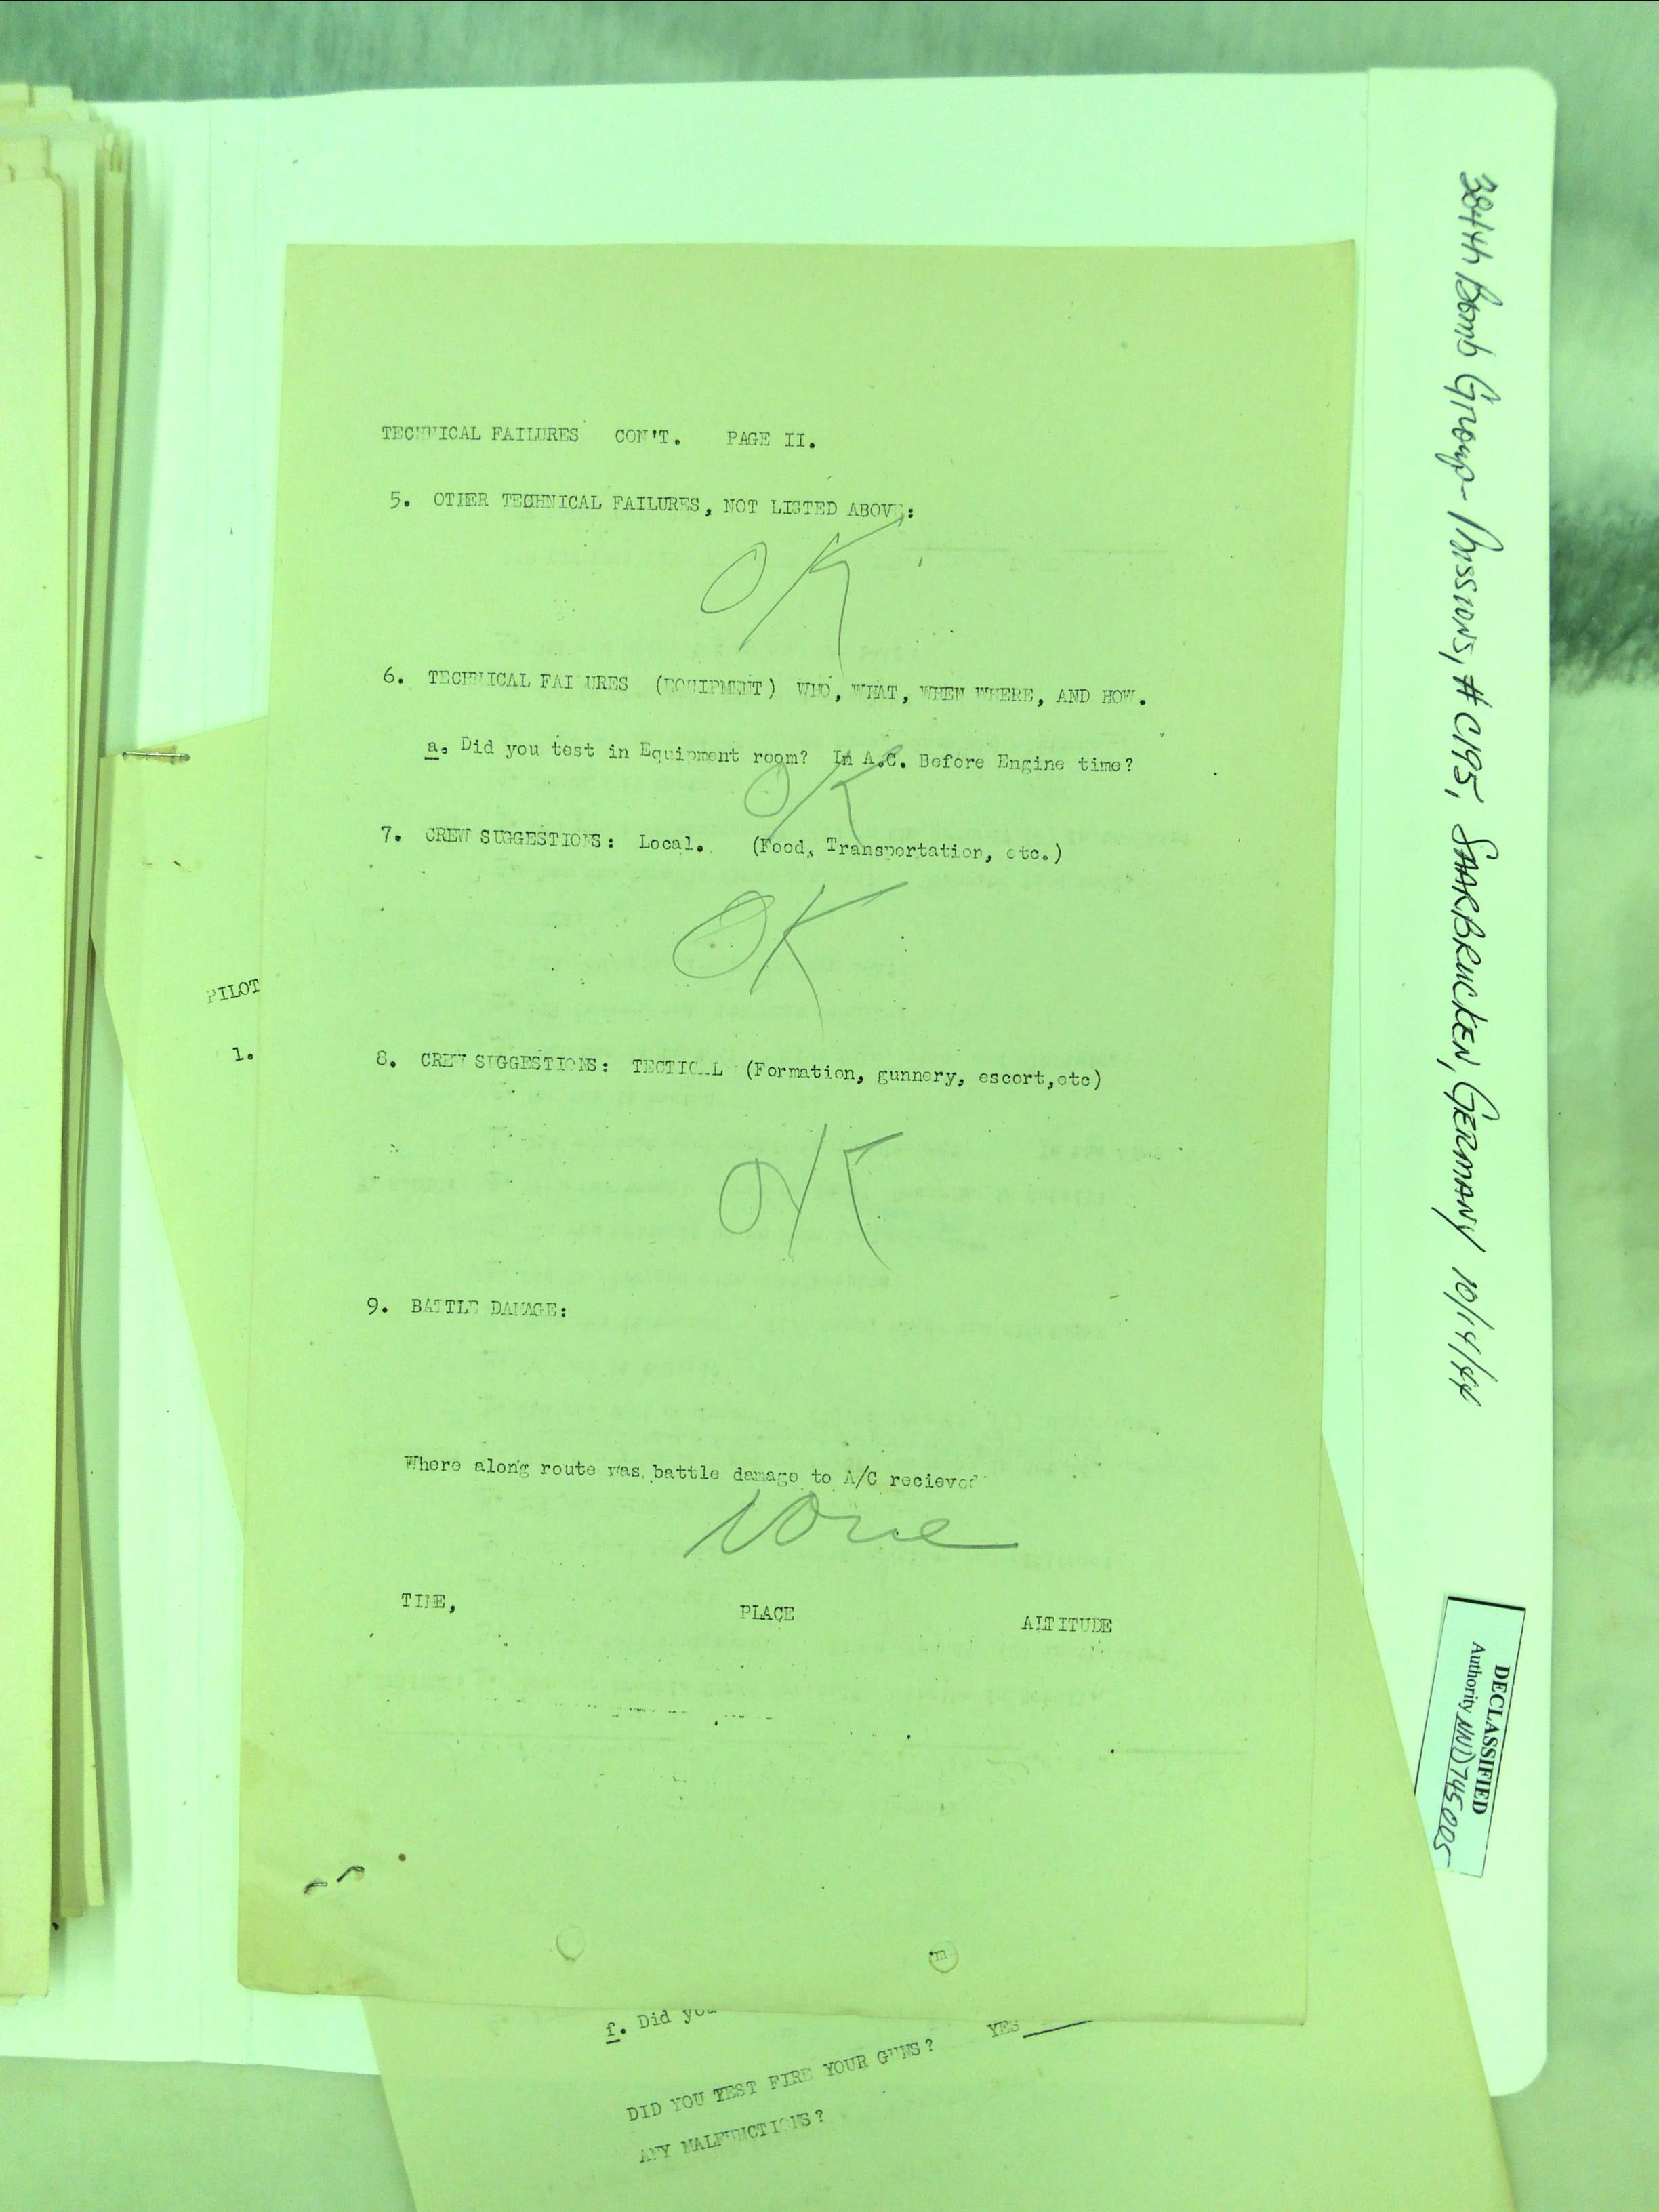 TECHNICAL FAILURES CON'T. PAGE II.
5. OTHER TECHNICAL FAILURES, NOT LISTED ABOVE:
OK
6. TECHNICAL FAI URES (EQUIPMENT) WHO, WHAT, WHEN WHERE, AND HOW.
a. Did you test in Equipment room? In A.C. Before Engine time?
OK
7. CREW SUGGESTIONS: Local. (Food, Transportation, etc.)
OK
8. CREW SUGGESTIONS: TECTICAL (Formation, gunnery, escort,etc)
OK
9. BATTLE DAMAGE:
Where along route was battle damage to A/C recieved
None
TIME, PLACE ALTITUDE
PILOT
1.
f. Did you
DID YOU TEST FIRE YOUR GUNS? YES
ANY MALFUNCTIONS?
384th Bomb Group- Missions, #C195, SAARBRUCKEN, GERMANY 10/14/44
DECLASSIFIED
Authority NND745005